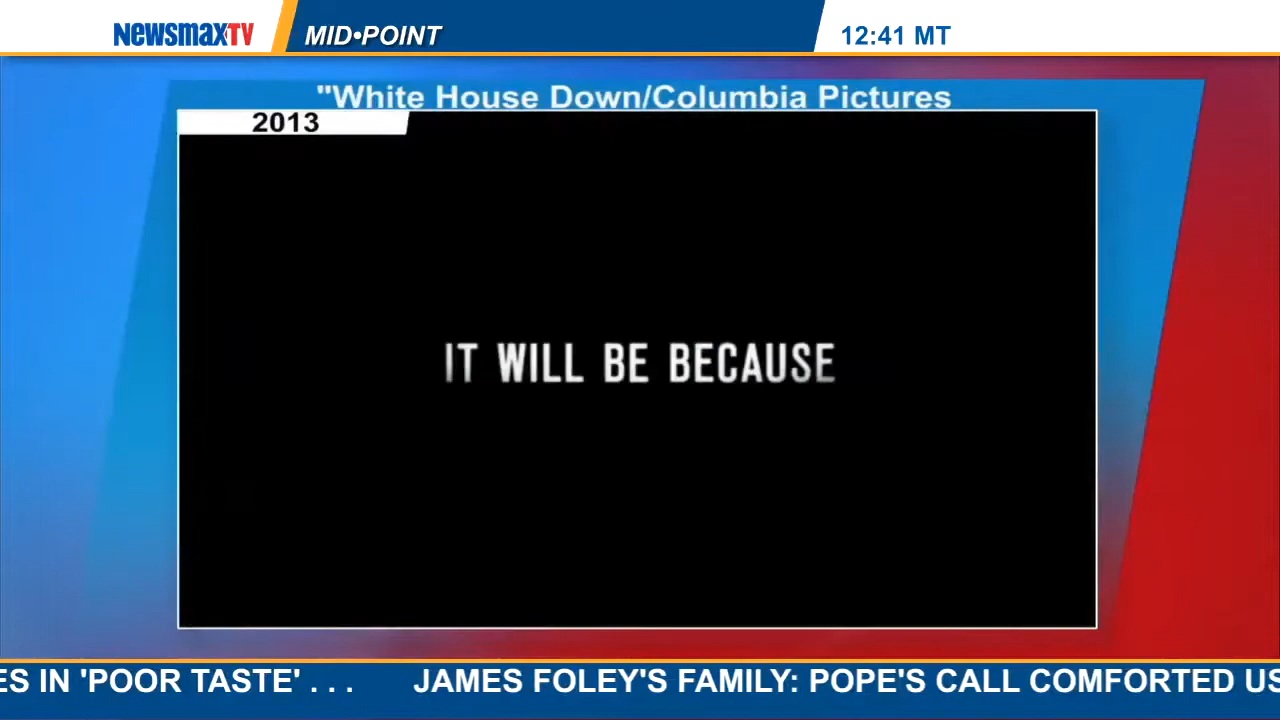 NEWSMAXTV MID•POINT 12:41 MT
"White House Down/Columbia Pictures
2013
IT WILL BE BECAUSE
ES IN 'POOR TASTE' . . . JAMES FOLEY'S FAMILY: POPE'S CALL COMFORTED US